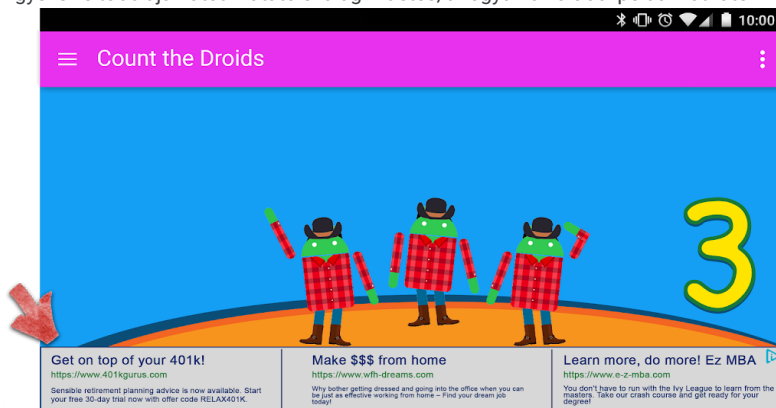 10:00
Count the Droids
3
Get on top of your 401k!
https://www.401kgurus.com
Sensible retirement planning advice is now available. Start
your free 30-day trial now with offer code RELAX401K.
Make $$$ from home
https://www.wfh-dreams.com
Why bother getting dressed and going into the office when you can
be just as effective working from home – Find your dream job
today!
Learn more, do more! Ez MBA
https://www.e-z-mba.com
You don't have to run with the Ivy League to learn from the
masters. Take our crash course and get ready for your
degree!